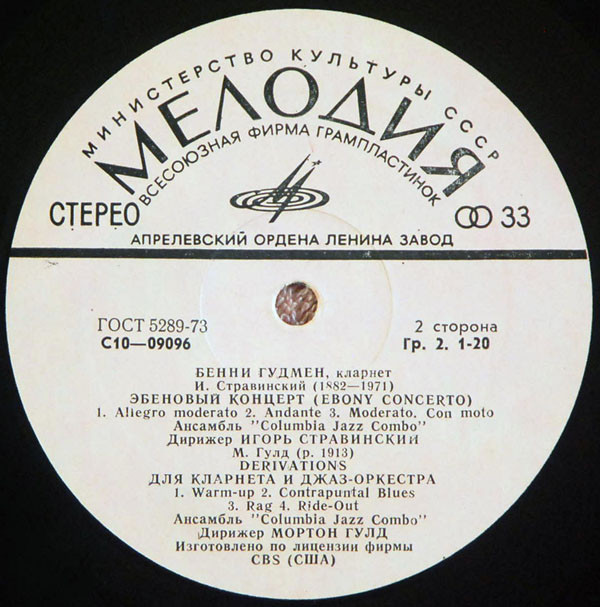 МИНИСТЕРСТВО КУЛЬТУРЫ СССР
МЕЛОДИЯ
ВСЕСОЮЗНАЯ ФИРМА ГРАМПЛАСТИНОК
СТЕРЕО
33
АПРЕЛЕВСКИЙ ОРДЕНА ЛЕНИНА ЗАВОД
ГОСТ 5289-73
2 сторона
С10—09096
Гр. 2. 1-20
БЕННИ ГУДМЕН, кларнет
И. Стравинский (1882—1971)
ЭБЕНОВЫЙ КОНЦЕРТ (EBONY CONCERTO)
1. Allegro moderato 2. Andante 3. Moderato. Con moto
Ансамбль "Columbia Jazz Combo"
Дирижер ИГОРЬ СТРАВИНСКИЙ
М. Гулд (р. 1913)
DERIVATIONS
ДЛЯ КЛАРНЕТА И ДЖАЗ-ОРКЕСТРА
1. Warm-up 2. Contrapuntal Blues
3. Rag 4. Ride-Out
Ансамбль "Columbia Jazz Combo"
Дирижер МОРТОН ГУЛД
Изготовлено по лицензии фирмы
CBS (США)